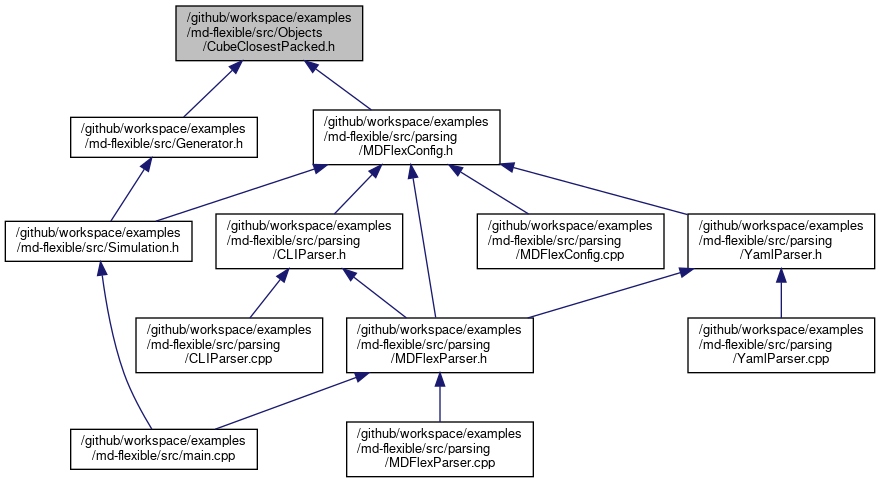 /github/workspace/examples
/md-flexible/src/Objects
/CubeClosestPacked.h
/github/workspace/examples
/md-flexible/src/Generator.h
/github/workspace/examples
/md-flexible/src/parsing
/MDFlexConfig.h
/github/workspace/examples
/md-flexible/src/Simulation.h
/github/workspace/examples
/md-flexible/src/parsing
/CLIParser.h
/github/workspace/examples
/md-flexible/src/parsing
/MDFlexConfig.cpp
/github/workspace/examples
/md-flexible/src/parsing
/YamlParser.h
/github/workspace/examples
/md-flexible/src/parsing
/CLIParser.cpp
/github/workspace/examples
/md-flexible/src/parsing
/MDFlexParser.h
/github/workspace/examples
/md-flexible/src/parsing
/YamlParser.cpp
/github/workspace/examples
/md-flexible/src/main.cpp
/github/workspace/examples
/md-flexible/src/parsing
/MDFlexParser.cpp